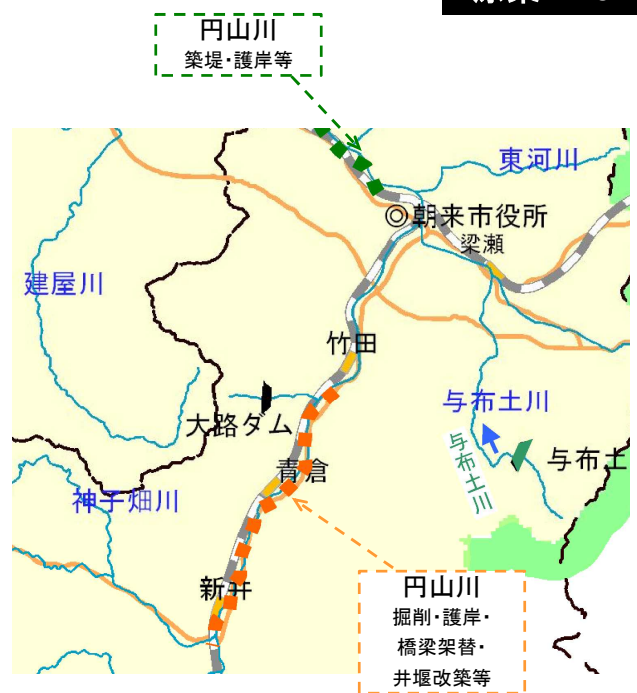 円山川
築堤・護岸等
東河川
朝来市役所
梁瀬
建屋川
竹田
与布土川
大路ダム
与布土川
与布土
青倉
神子畑川
新井
円山川
掘削・護岸・
橋梁架替・
井堰改築等